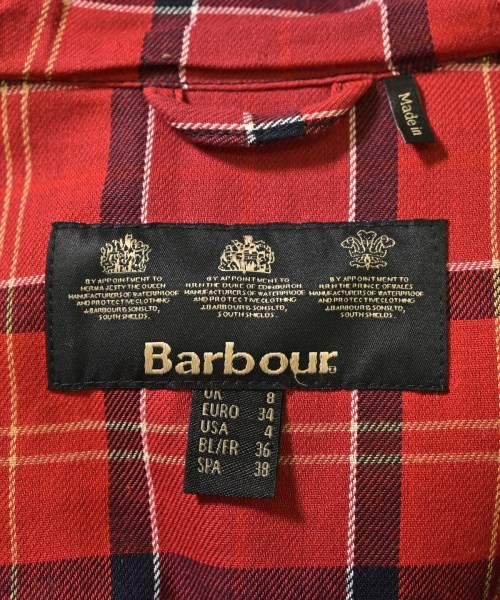 Made in
BY APPOINTMENT TO
HER MAJESTY THE QUEEN
MANUFACTURERS OF WATERPROOF
AND PROTECTIVE CLOTHING
J.BARBOUR & SONS LTD,
SOUTH SHIELDS.
BY APPOINTMENT TO
H.R.H THE DUKE OF EDINBURGH.
MANUFACTURERS OF WATERPROOF
AND PROTECTIVE CLOTHING
J.BARBOUR & SONS LTD,
SOUTH SHIELDS.
BY APPOINTMENT TO
H.R.H THE PRINCE OF WALES
MANUFACTURERS OF WATERPROOF
AND PROTECTIVE CLOTHING
J.BARBOUR & SONS LTD,
SOUTH SHIELDS.
Barbour
UK 8
EURO 34
USA 4
BL/FR 36
SPA 38